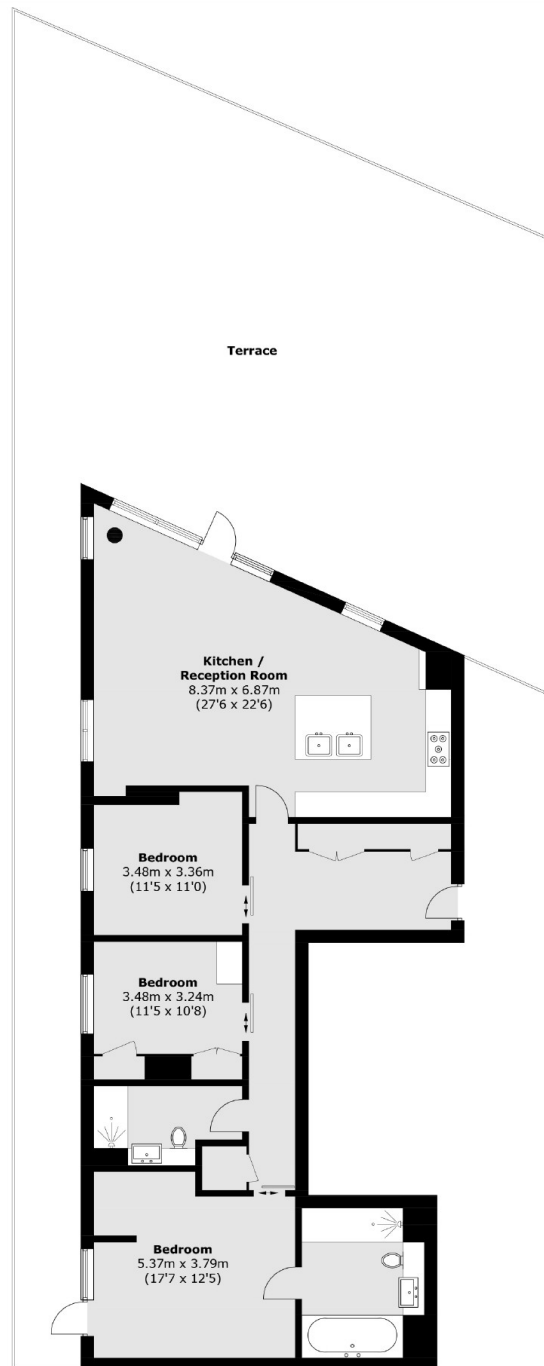 Terrace
Kitchen /
Reception Room
8.37m x 6.87m
(27'6 x 22'6)
Bedroom
3.48m x 3.36m
(11'5 x 11'0)
Bedroom
3.48m x 3.24m
(11'5 x 10'8)
Bedroom
5.37m x 3.79m
(17'7 x 12'5)